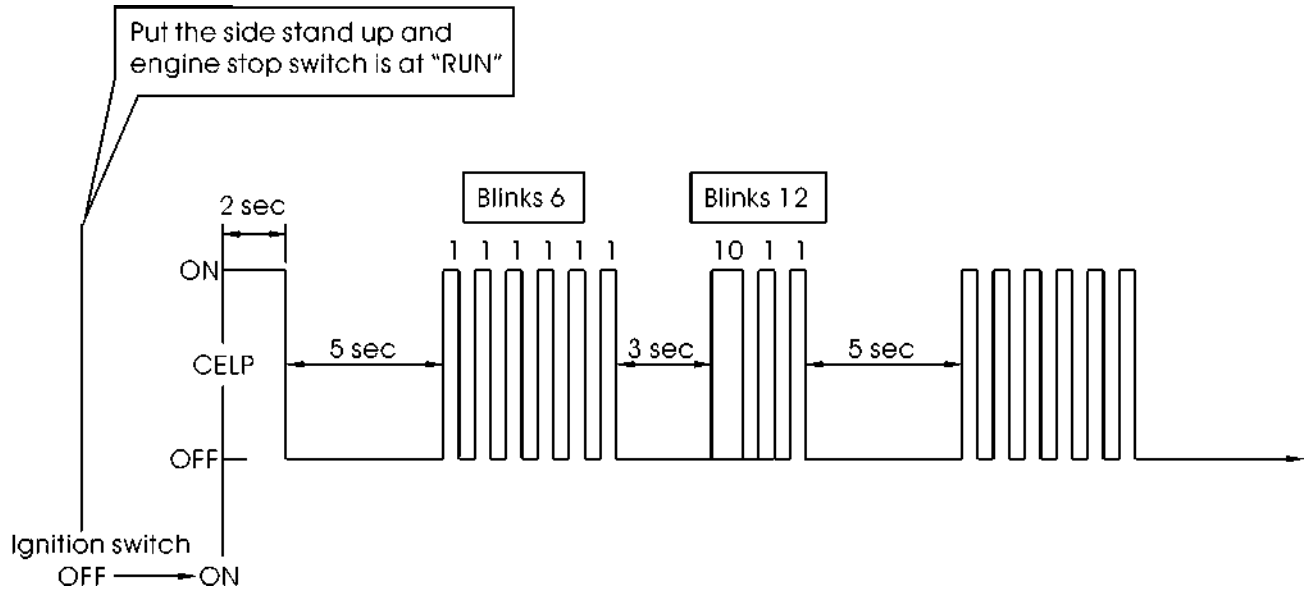 Put the side stand up and
engine stop switch is at “RUN”
2 sec
Blinks 6
Blinks 12
1 1 1 1 1 1
10 1 1
ON
5 sec
3 sec
5 sec
CELP
OFF
Ignition switch
OFF ON